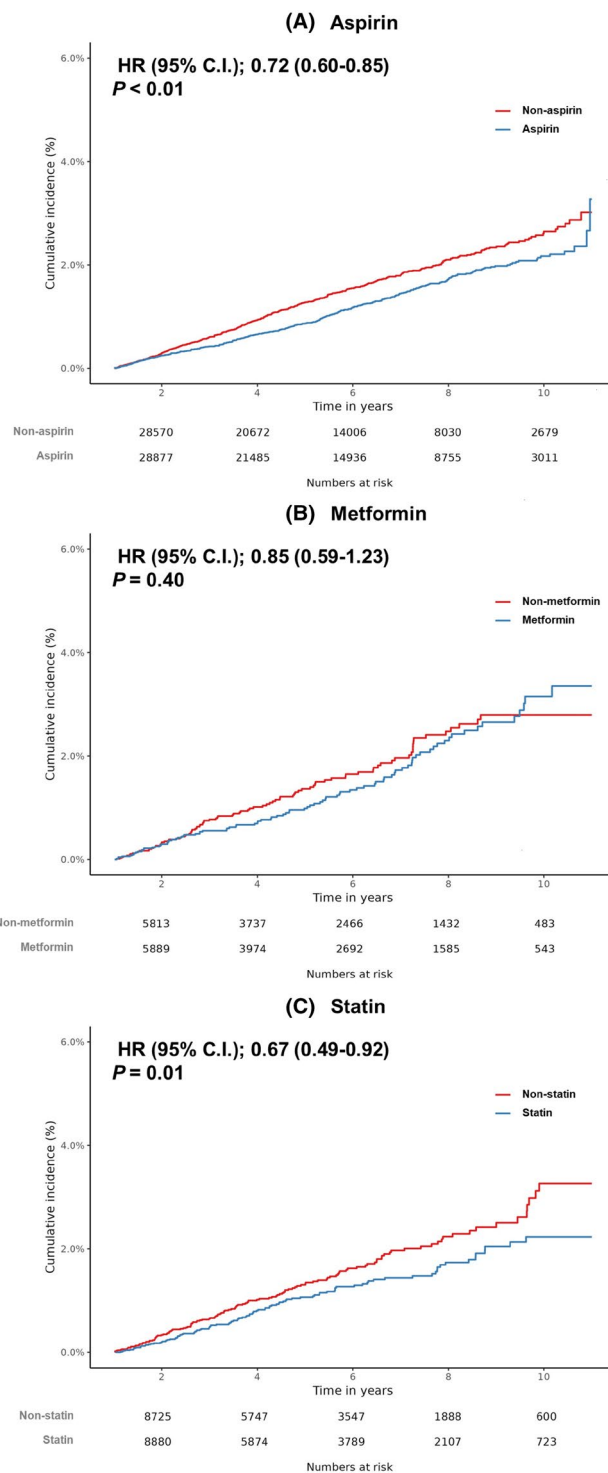 (A) Aspirin
HR (95% C.I.); 0.72 (0.60-0.85)
P < 0.01
Non-aspirin
Aspirin
Cumulative incidence (%)
6.0%
4.0%
2.0%
0.0%
2 4 6 8 10
Time in years
Non-aspirin 28570 20672 14006 8030 2679
Aspirin 28877 21485 14936 8755 3011
Numbers at risk
(B) Metformin
HR (95% C.I.); 0.85 (0.59-1.23)
P = 0.40
Non-metformin
Metformin
Cumulative incidence (%)
6.0%
4.0%
2.0%
0.0%
2 4 6 8 10
Time in years
Non-metformin 5813 3737 2466 1432 483
Metformin 5889 3974 2692 1585 543
Numbers at risk
(C) Statin
HR (95% C.I.); 0.67 (0.49-0.92)
P = 0.01
Non-statin
Statin
Cumulative incidence (%)
6.0%
4.0%
2.0%
0.0%
2 4 6 8 10
Time in years
Non-statin 8725 5747 3547 1888 600
Statin 8880 5874 3789 2107 723
Numbers at risk